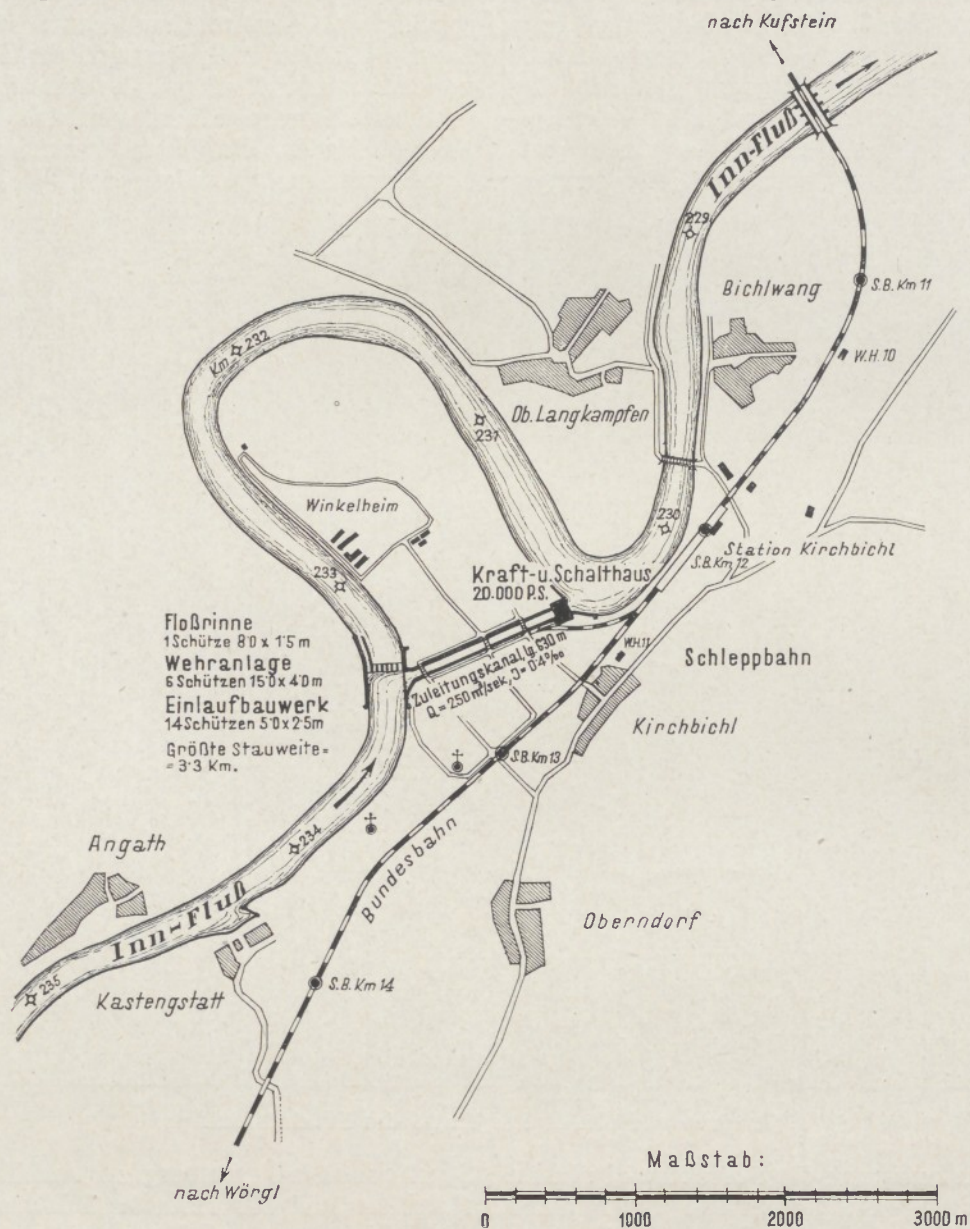 nach Kufstein
Inn-Fluß
229
Bichlwang
S.B. Km 11
W.H. 10
Km 232
231
Ob. Langkampfen
Winkelheim
230
Station Kirchbichl
S.B. Km 12
233
Kraft-u. Schalthaus
20.000 P.S.
Floßrinne
1 Schütze 8·0 x 1·5 m
Wehranlage
6 Schützen 15·0 x 4·0 m
Einlaufbauwerk
14 Schützen 5·0 x 2·5 m
Größte Stauweite =
= 3·3 Km.
Zuleitungskanal, lg. 630 m
Q = 250 m³/sek, J = 0·4 ‰
W.H. 11
Schleppbahn
Kirchbichl
S.B. Km 13
234
Angath
Bundesbahn
Inn-Fluß
Oberndorf
235
Kastengstatt
S.B. Km 14
nach Wörgl
Maßstab:
0 1000 2000 3000 m